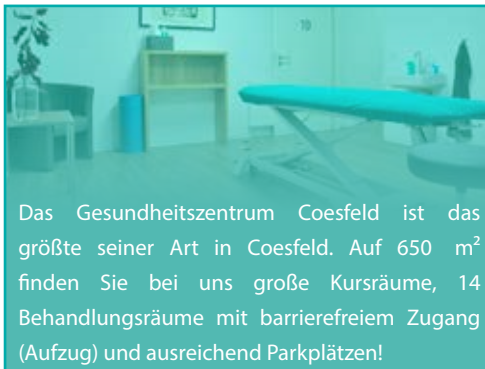 10
Das Gesundheitszentrum Coesfeld ist das
größte seiner Art in Coesfeld. Auf 650 m²
finden Sie bei uns große Kursräume, 14
Behandlungsräume mit barrierefreiem Zugang
(Aufzug) und ausreichend Parkplätzen!